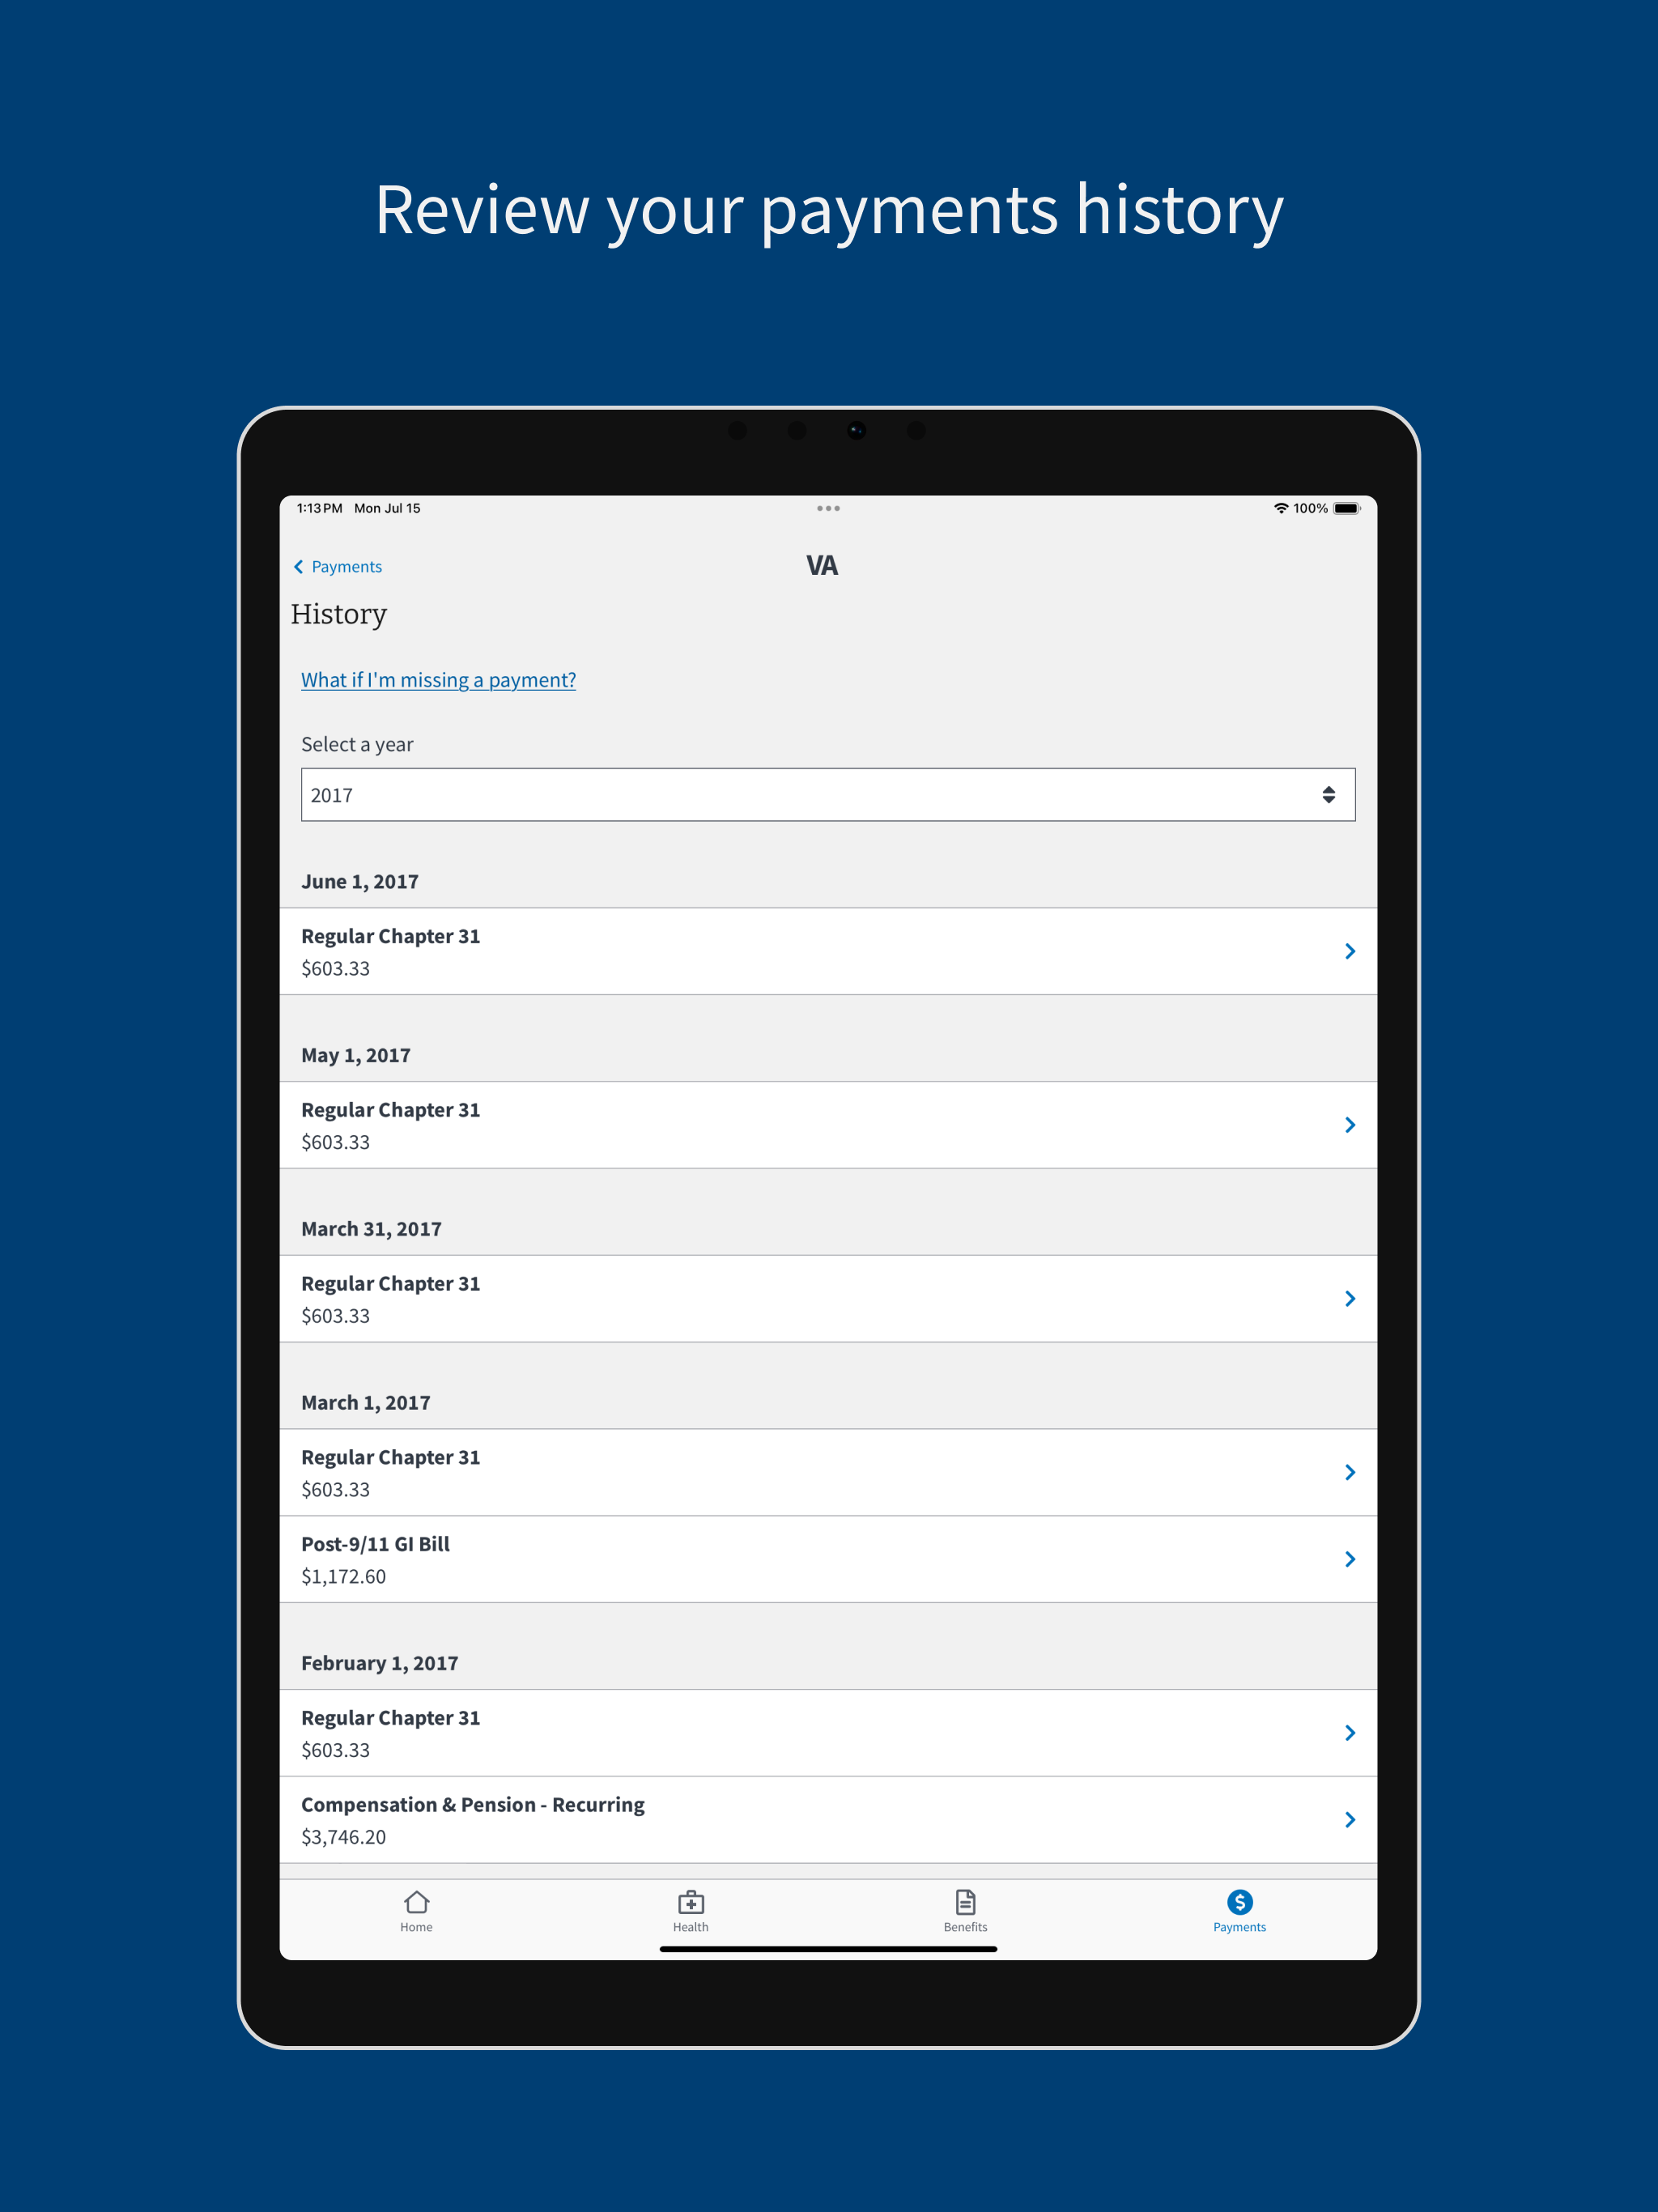 Review your payments history
1:13 PM Mon Jul 15
100%
Payments
VA
History
What if I'm missing a payment?
Select a year
2017
June 1, 2017
Regular Chapter 31
$603.33
May 1, 2017
Regular Chapter 31
$603.33
March 31, 2017
Regular Chapter 31
$603.33
March 1, 2017
Regular Chapter 31
$603.33
Post-9/11 GI Bill
$1,172.60
February 1, 2017
Regular Chapter 31
$603.33
Compensation & Pension - Recurring
$3,746.20
Home
Health
Benefits
Payments